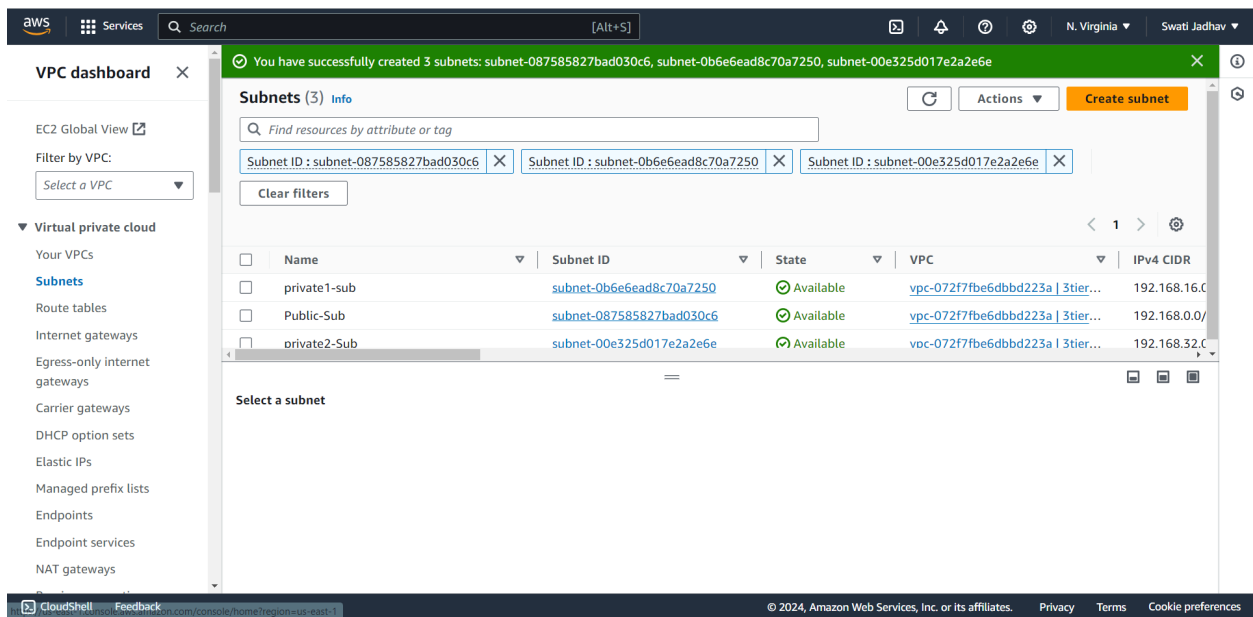 aws Services Search [Alt+S] N. Virginia Swati Jadhav
VPC dashboard
EC2 Global View
Filter by VPC:
Select a VPC
Virtual private cloud
Your VPCs
Subnets
Route tables
Internet gateways
Egress-only internet
gateways
Carrier gateways
DHCP option sets
Elastic IPs
Managed prefix lists
Endpoints
Endpoint services
NAT gateways
You have successfully created 3 subnets: subnet-087585827bad030c6, subnet-0b6e6ead8c70a7250, subnet-00e325d017e2a2e6e
Subnets (3) Info Actions Create subnet
Find resources by attribute or tag
Subnet ID : subnet-087585827bad030c6 Subnet ID : subnet-0b6e6ead8c70a7250 Subnet ID : subnet-00e325d017e2a2e6e
Clear filters
1
Name Subnet ID State VPC IPv4 CIDR
private1-sub subnet-0b6e6ead8c70a7250 Available vpc-072f7fbe6dbbd223a | 3tier... 192.168.16.0
Public-Sub subnet-087585827bad030c6 Available vpc-072f7fbe6dbbd223a | 3tier... 192.168.0.0/
private2-Sub subnet-00e325d017e2a2e6e Available vpc-072f7fbe6dbbd223a | 3tier... 192.168.32.0
Select a subnet
CloudShell Feedback © 2024, Amazon Web Services, Inc. or its affiliates. Privacy Terms Cookie preferences